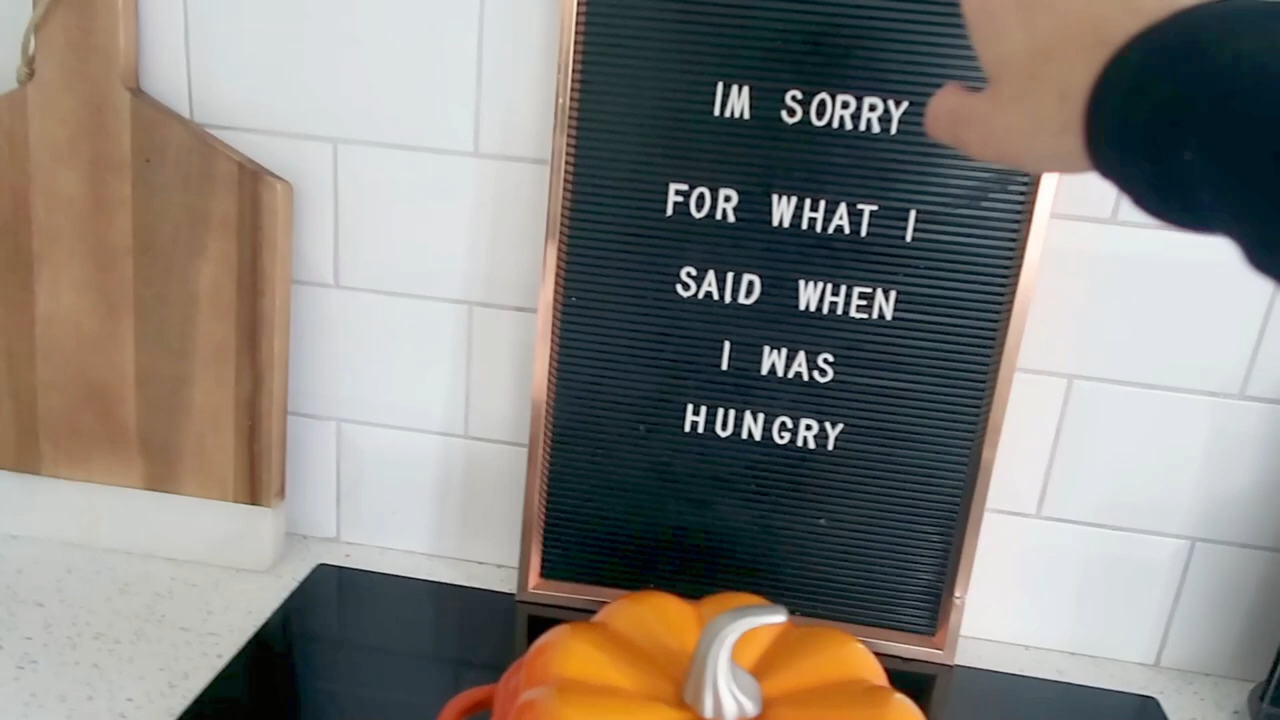 IM SORRY
FOR WHAT I
SAID WHEN
I WAS
HUNGRY